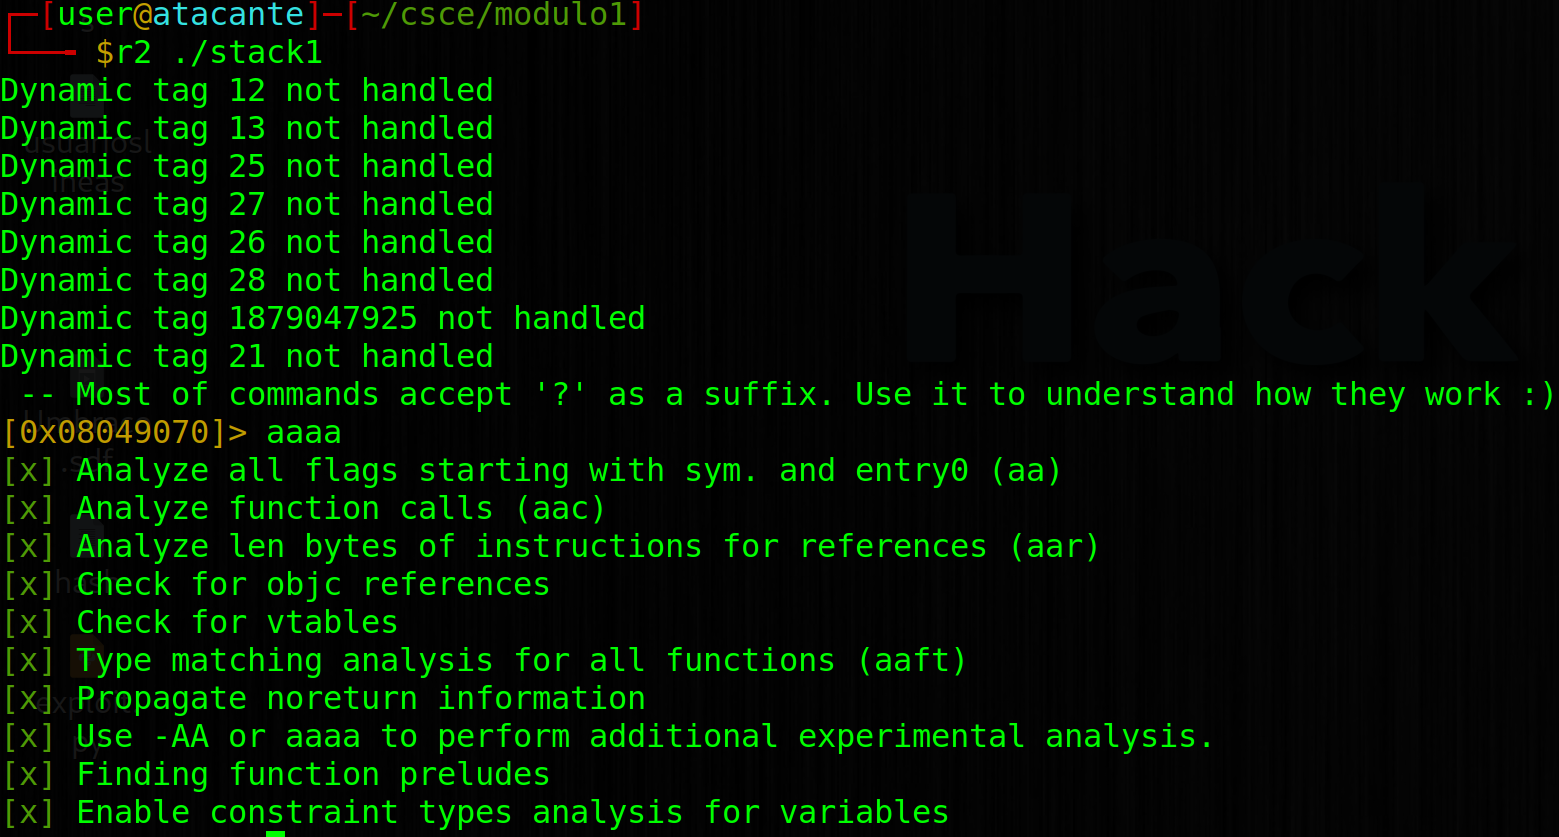 [user@atacante]─[~/csce/modulo1]
$r2 ./stack1
Dynamic tag 12 not handled
Dynamic tag 13 not handled
Dynamic tag 25 not handled
Dynamic tag 27 not handled
Dynamic tag 26 not handled
Dynamic tag 28 not handled
Dynamic tag 1879047925 not handled
Dynamic tag 21 not handled
 -- Most of commands accept '?' as a suffix. Use it to understand how they work :)
[0x08049070]> aaaa
[x] Analyze all flags starting with sym. and entry0 (aa)
[x] Analyze function calls (aac)
[x] Analyze len bytes of instructions for references (aar)
[x] Check for objc references
[x] Check for vtables
[x] Type matching analysis for all functions (aaft)
[x] Propagate noreturn information
[x] Use -AA or aaaa to perform additional experimental analysis.
[x] Finding function preludes
[x] Enable constraint types analysis for variables
Hack